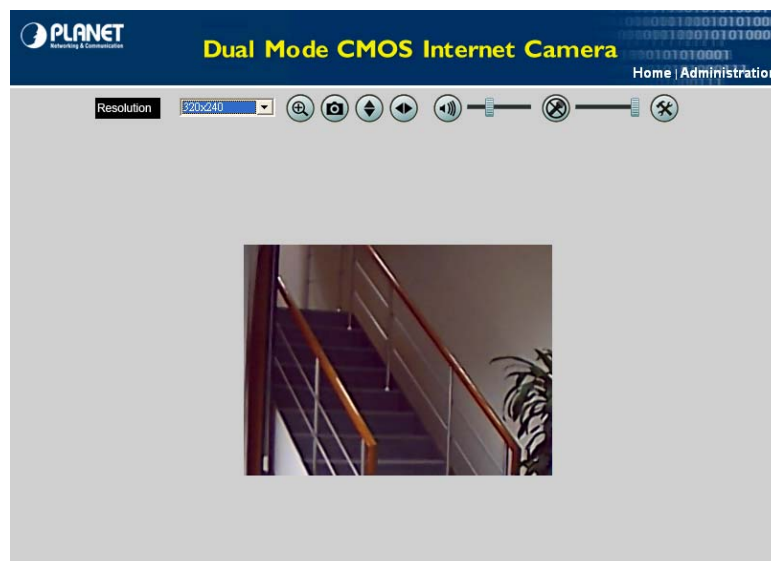 PLANET
Networking & Communication
Dual Mode CMOS Internet Camera
Home | Administration
Resolution 320x240